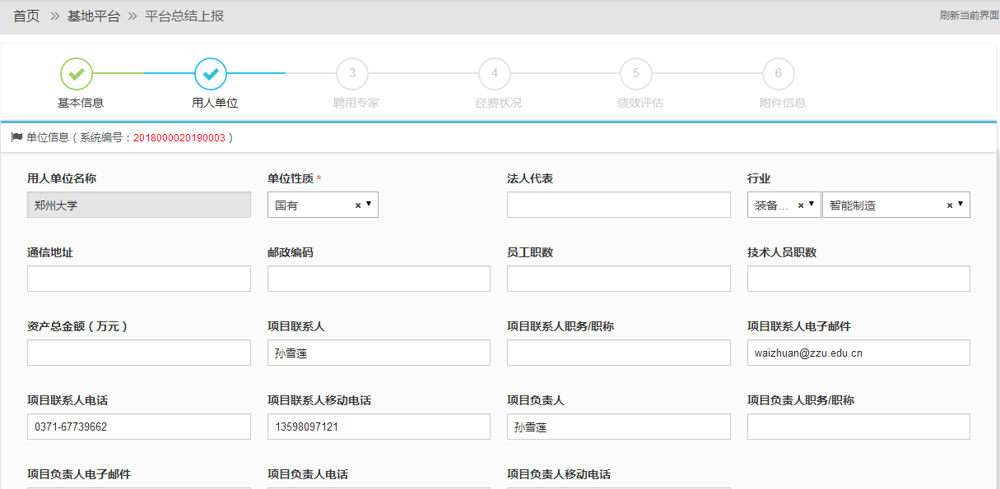 首页 » 基地平台 » 平台总结上报
刷新当前界面
3 4 5 6
基本信息 用人单位 聘用专家 经费状况 绩效评估 附件信息
单位信息 ( 系统编号：2018000020190003 )
用人单位名称 单位性质 * 法人代表 行业
郑州大学 国有 × ▼ 装备... × ▼ 智能制造 × ▼
通信地址 邮政编码 员工职数 技术人员职数
资产总金额 ( 万元 ) 项目联系人 项目联系人职务/职称 项目联系人电子邮件
孙雪莲 waizhuan@zzu.edu.cn
项目联系人电话 项目联系人移动电话 项目负责人 项目负责人职务/职称
0371-67739662 13598097121 孙雪莲
项目负责人电子邮件 项目负责人电话 项目负责人移动电话